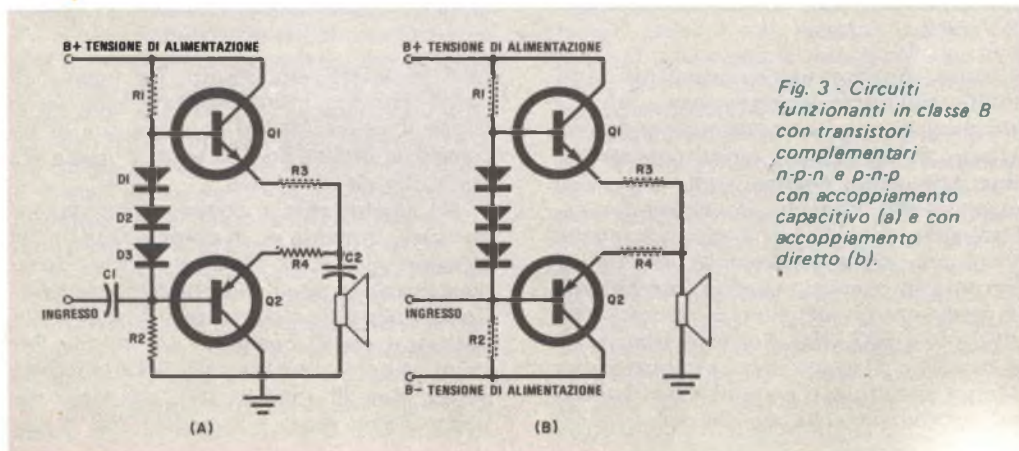 B+ TENSIONE DI ALIMENTAZIONE
R1
Q1
D1
R3
D2
R4
D3
C2
C1
Q2
INGRESSO
R2
(A)
B+ TENSIONE DI ALIMENTAZIONE
R1
Q1
R3
R4
Q2
INGRESSO
R2
B- TENSIONE DI ALIMENTAZIONE
(B)
Fig. 3 - Circuiti
funzionanti in classe B
con transistori
complementari
n-p-n e p-n-p
con accoppiamento
capacitivo (a) e con
accoppiamento
diretto (b).